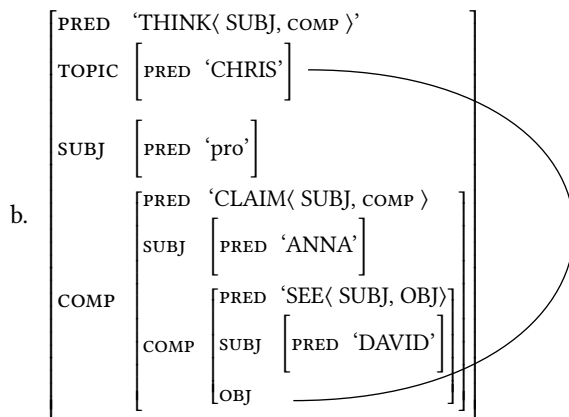 PRED ‘THINK⟨ SUBJ, COMP ⟩’
TOPIC [PRED ‘CHRIS’]
SUBJ [PRED ‘pro’]
b.
PRED ‘CLAIM⟨ SUBJ, COMP ⟩
SUBJ [PRED ‘ANNA’]
COMP
PRED ‘SEE⟨ SUBJ, OBJ⟩
COMP SUBJ [PRED ‘DAVID’]
OBJ